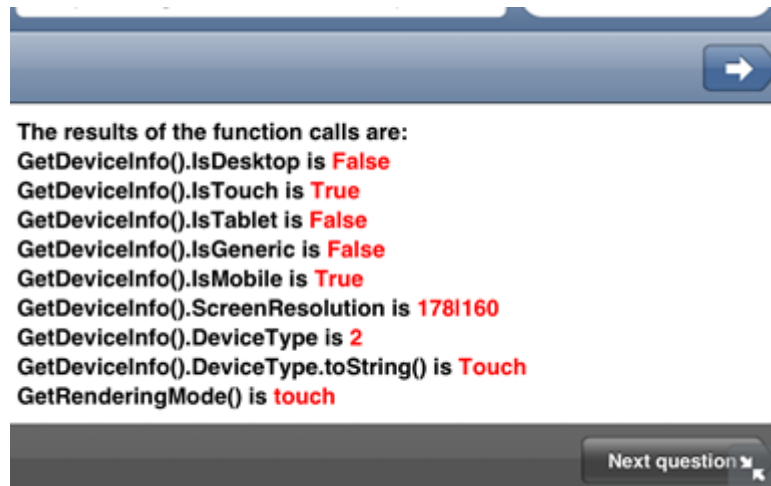 The results of the function calls are:
GetDeviceInfo().IsDesktop is False
GetDeviceInfo().IsTouch is True
GetDeviceInfo().IsTablet is False
GetDeviceInfo().IsGeneric is False
GetDeviceInfo().IsMobile is True
GetDeviceInfo().ScreenResolution is 178|160
GetDeviceInfo().DeviceType is 2
GetDeviceInfo().DeviceType.toString() is Touch
GetRenderingMode() is touch
Next question